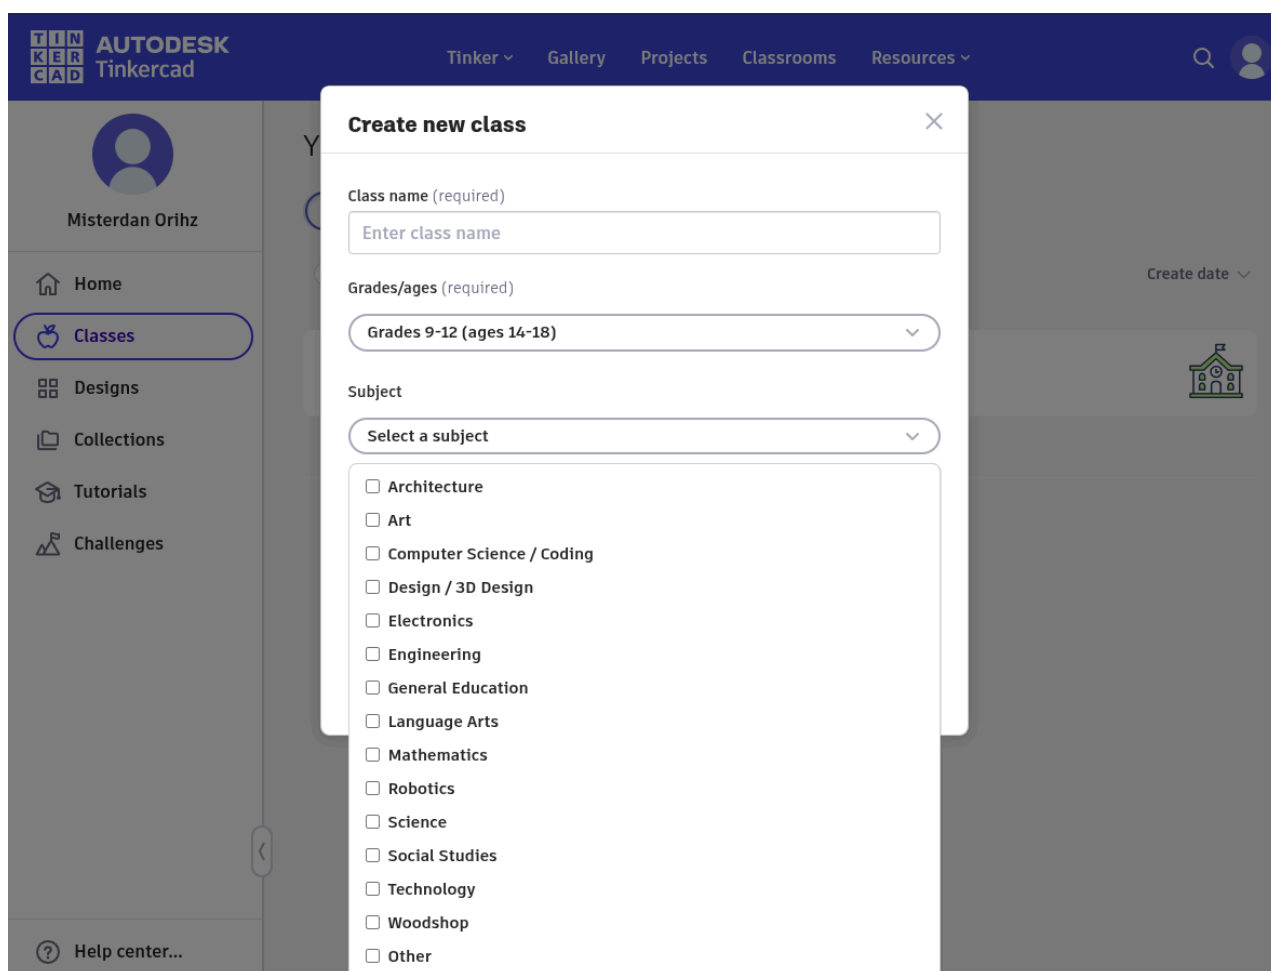 TIN
KER
CAD
AUTODESK
Tinkercad
Tinker
Gallery
Projects
Classrooms
Resources
Misterdan Orihz
Home
Classes
Designs
Collections
Tutorials
Challenges
Help center...
Y
Create date
Create new class
Class name (required)
Enter class name
Grades/ages (required)
Grades 9-12 (ages 14-18)
Subject
Select a subject
Architecture
Art
Computer Science / Coding
Design / 3D Design
Electronics
Engineering
General Education
Language Arts
Mathematics
Robotics
Science
Social Studies
Technology
Woodshop
Other